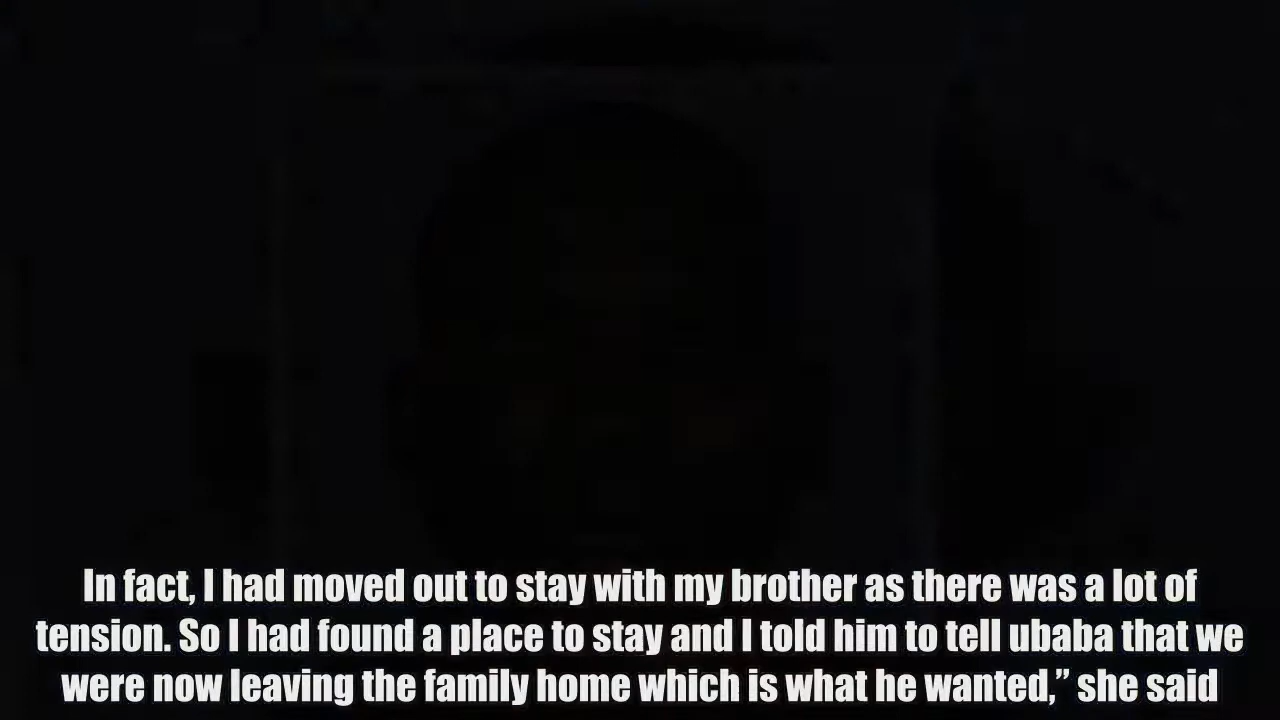 In fact, I had moved out to stay with my brother as there was a lot of
tension. So I had found a place to stay and I told him to tell ubaba that we
were now leaving the family home which is what he wanted,” she said